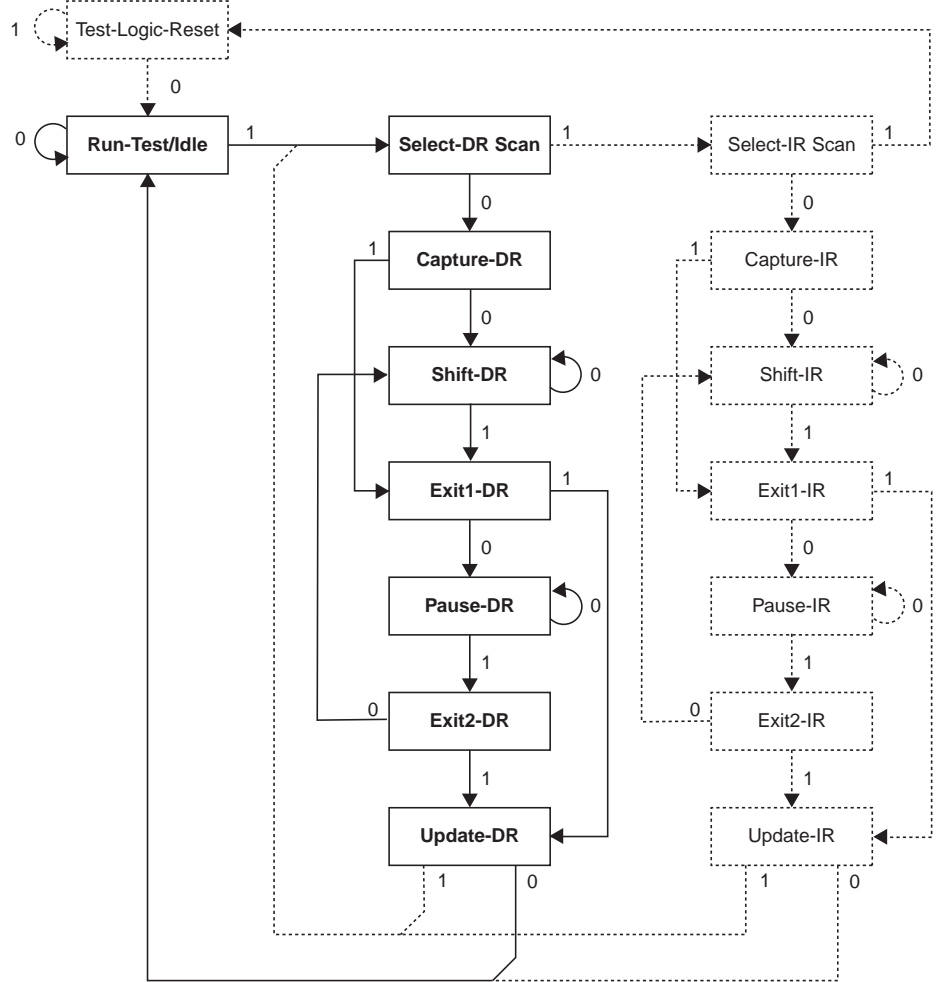 1
Test-Logic-Reset
0
0
Run-Test/Idle
1
Select-DR Scan
1
Select-IR Scan
1
0
0
1
Capture-DR
1
Capture-IR
0
0
Shift-DR
0
Shift-IR
0
1
1
Exit1-DR
1
Exit1-IR
1
0
0
Pause-DR
0
Pause-IR
0
1
1
0
Exit2-DR
0
Exit2-IR
1
1
Update-DR
Update-IR
1
0
1
0